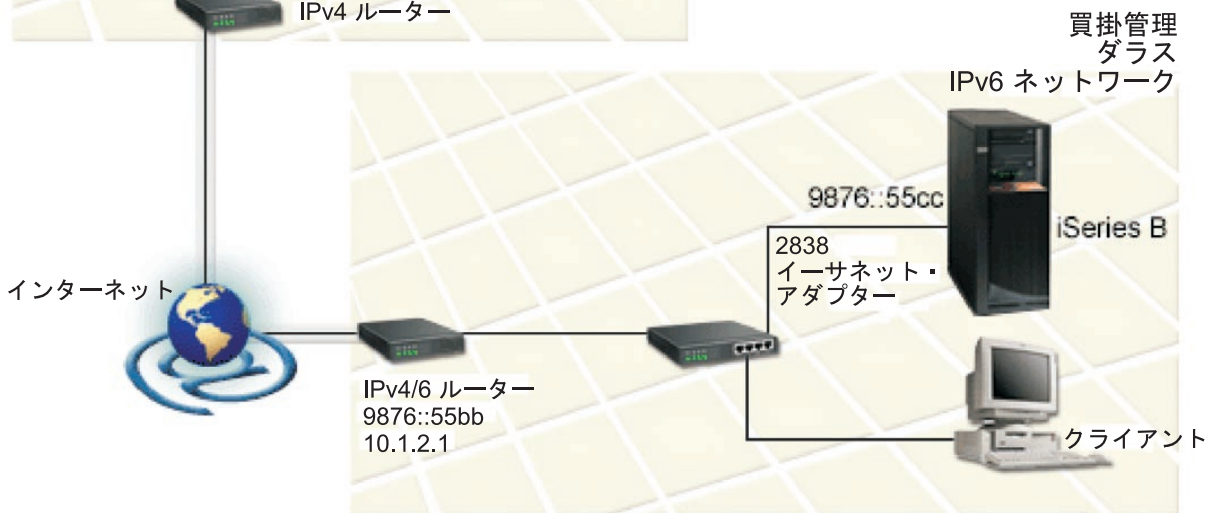 IPv4 ルーター
買掛管理
ダラス
IPv6 ネットワーク
9876::55cc
iSeries B
2838
イーサネット・
アダプター
インターネット
IPv4/6 ルーター
9876::55bb
10.1.2.1
クライアント